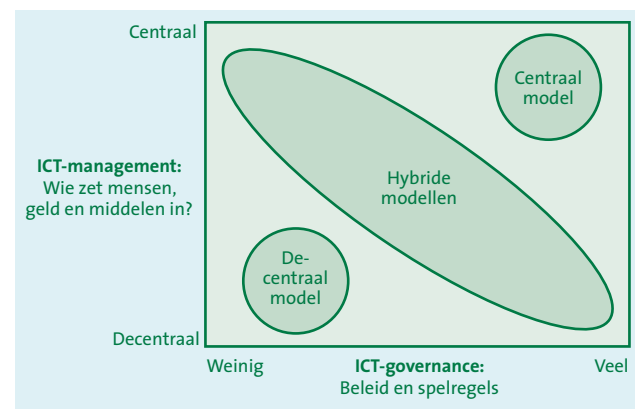 Centraal
Centraal
model
ICT-management:
Wie zet mensen,
geld en middelen in?
Hybride
modellen
De-
centraal
model
Decentraal
Weinig
ICT-governance:
Veel
Beleid en spelregels